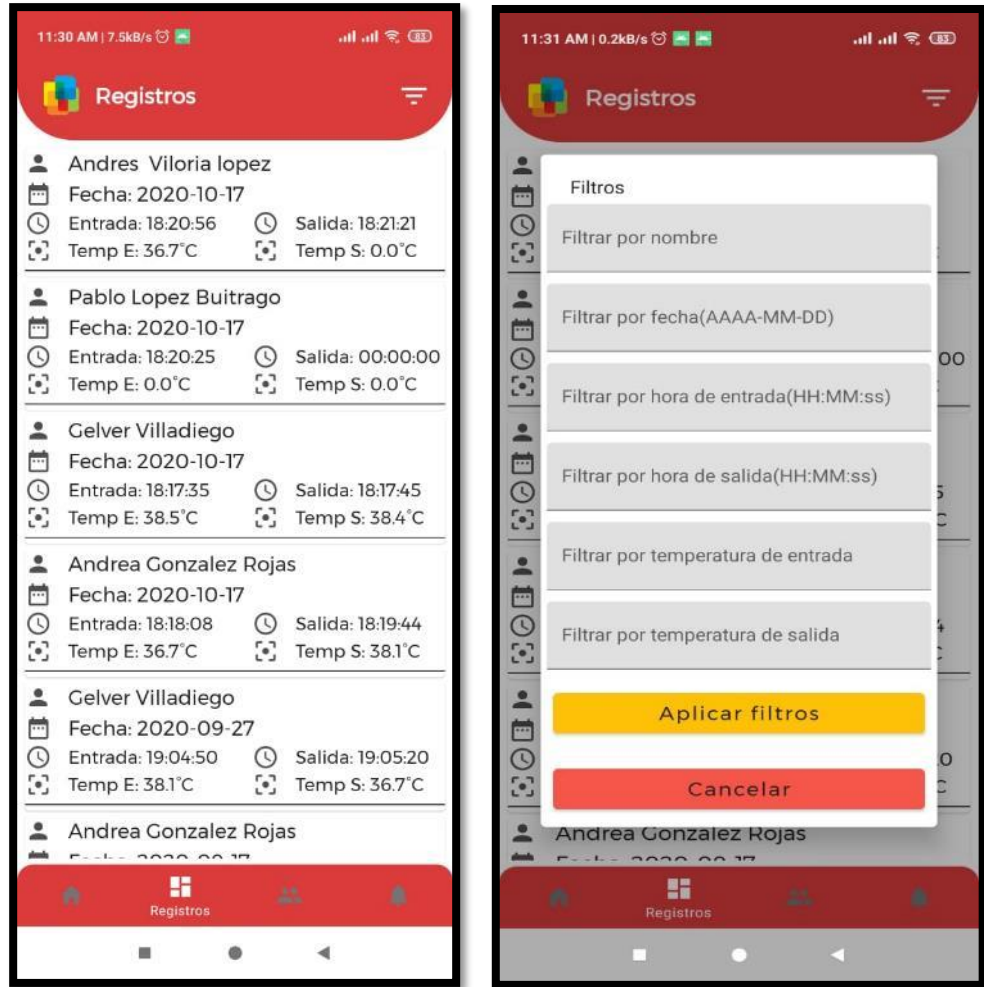 11:30 AM | 7.5kB/s
83
Registros
Andres Viloria lopez
Fecha: 2020-10-17
Entrada: 18:20:56 Salida: 18:21:21
Temp E: 36.7°C Temp S: 0.0°C
Pablo Lopez Buitrago
Fecha: 2020-10-17
Entrada: 18:20:25 Salida: 00:00:00
Temp E: 0.0°C Temp S: 0.0°C
Gelver Villadiego
Fecha: 2020-10-17
Entrada: 18:17:35 Salida: 18:17:45
Temp E: 38.5°C Temp S: 38.4°C
Andrea Gonzalez Rojas
Fecha: 2020-10-17
Entrada: 18:18:08 Salida: 18:19:44
Temp E: 36.7°C Temp S: 38.1°C
Gelver Villadiego
Fecha: 2020-09-27
Entrada: 19:04:50 Salida: 19:05:20
Temp E: 38.1°C Temp S: 36.7°C
Andrea Gonzalez Rojas
Registros
11:31 AM | 0.2kB/s
83
Registros
Filtros
Filtrar por nombre
Filtrar por fecha(AAAA-MM-DD)
Filtrar por hora de entrada(HH:MM:ss)
Filtrar por hora de salida(HH:MM:ss)
Filtrar por temperatura de entrada
Filtrar por temperatura de salida
Aplicar filtros
Cancelar
Andrea Gonzalez Rojas
Registros